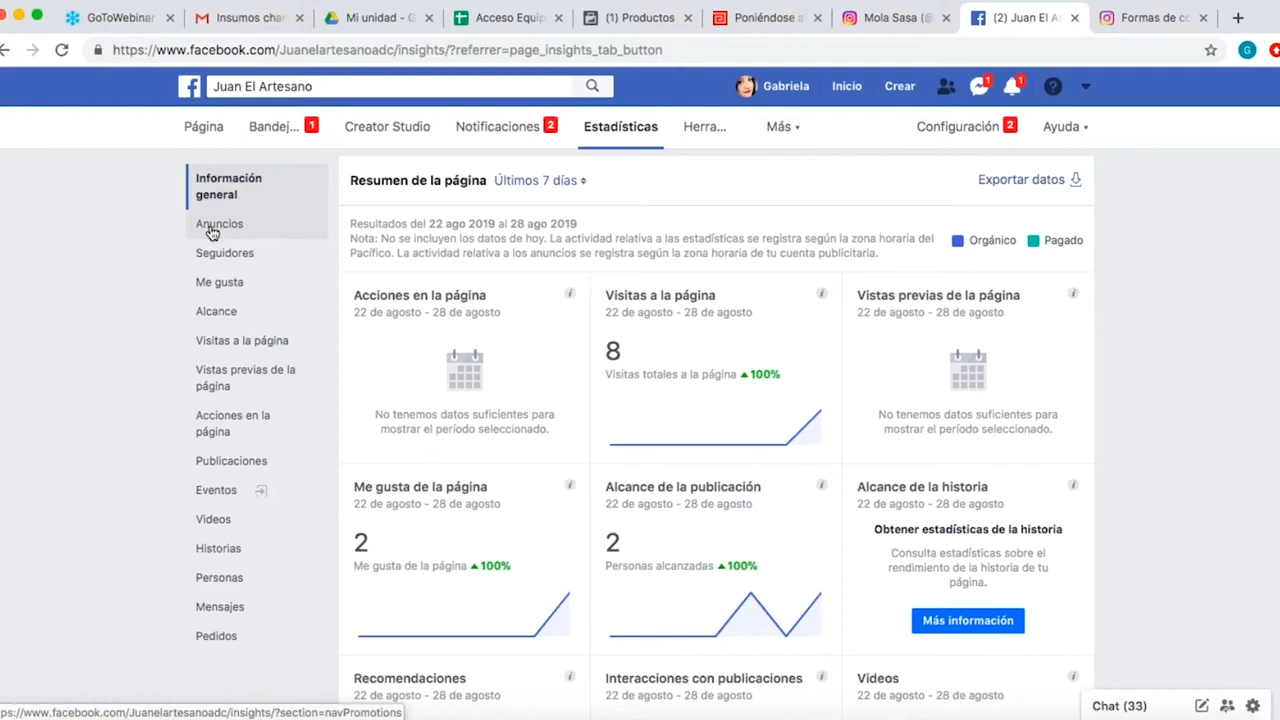 GoToWebinar
Insumos char
Mi unidad - G
Acceso Equip
(1) Productos
Poniéndose a
Mola Sasa (@
(2) Juan El Ar
Formas de co
https://www.facebook.com/Juanelartesanoadc/insights/?referrer=page_insights_tab_button
G
Juan El Artesano
Gabriela
Inicio
Crear
1
1
Página
Bandej... 1
Creator Studio
Notificaciones 2
Estadísticas
Herra...
Más
Configuración 2
Ayuda
Información
general
Anuncios
Seguidores
Me gusta
Alcance
Visitas a la página
Vistas previas de la
página
Acciones en la
página
Publicaciones
Eventos
Videos
Historias
Personas
Mensajes
Pedidos
Resumen de la página Últimos 7 días
Exportar datos
Resultados del 22 ago 2019 al 28 ago 2019
Nota: No se incluyen los datos de hoy. La actividad relativa a las estadísticas se registra según la zona horaria del
Pacífico. La actividad relativa a los anuncios se registra según la zona horaria de tu cuenta publicitaria.
Orgánico
Pagado
Acciones en la página
22 de agosto - 28 de agosto
No tenemos datos suficientes para
mostrar el período seleccionado.
Visitas a la página
22 de agosto - 28 de agosto
8
Visitas totales a la página 100%
Vistas previas de la página
22 de agosto - 28 de agosto
No tenemos datos suficientes para
mostrar el período seleccionado.
Me gusta de la página
22 de agosto - 28 de agosto
2
Me gusta de la página 100%
Alcance de la publicación
22 de agosto - 28 de agosto
2
Personas alcanzadas 100%
Alcance de la historia
22 de agosto - 28 de agosto
Obtener estadísticas de la historia
Consulta estadísticas sobre el
rendimiento de la historia de tu
página.
Más información
Recomendaciones
22 de agosto - 28 de agosto
Interacciones con publicaciones
22 de agosto - 28 de agosto
Videos
22 de agosto - 28 de agosto
Chat (33)
ps://www.facebook.com/Juanelartesanoadc/insights/?section=navPromotions